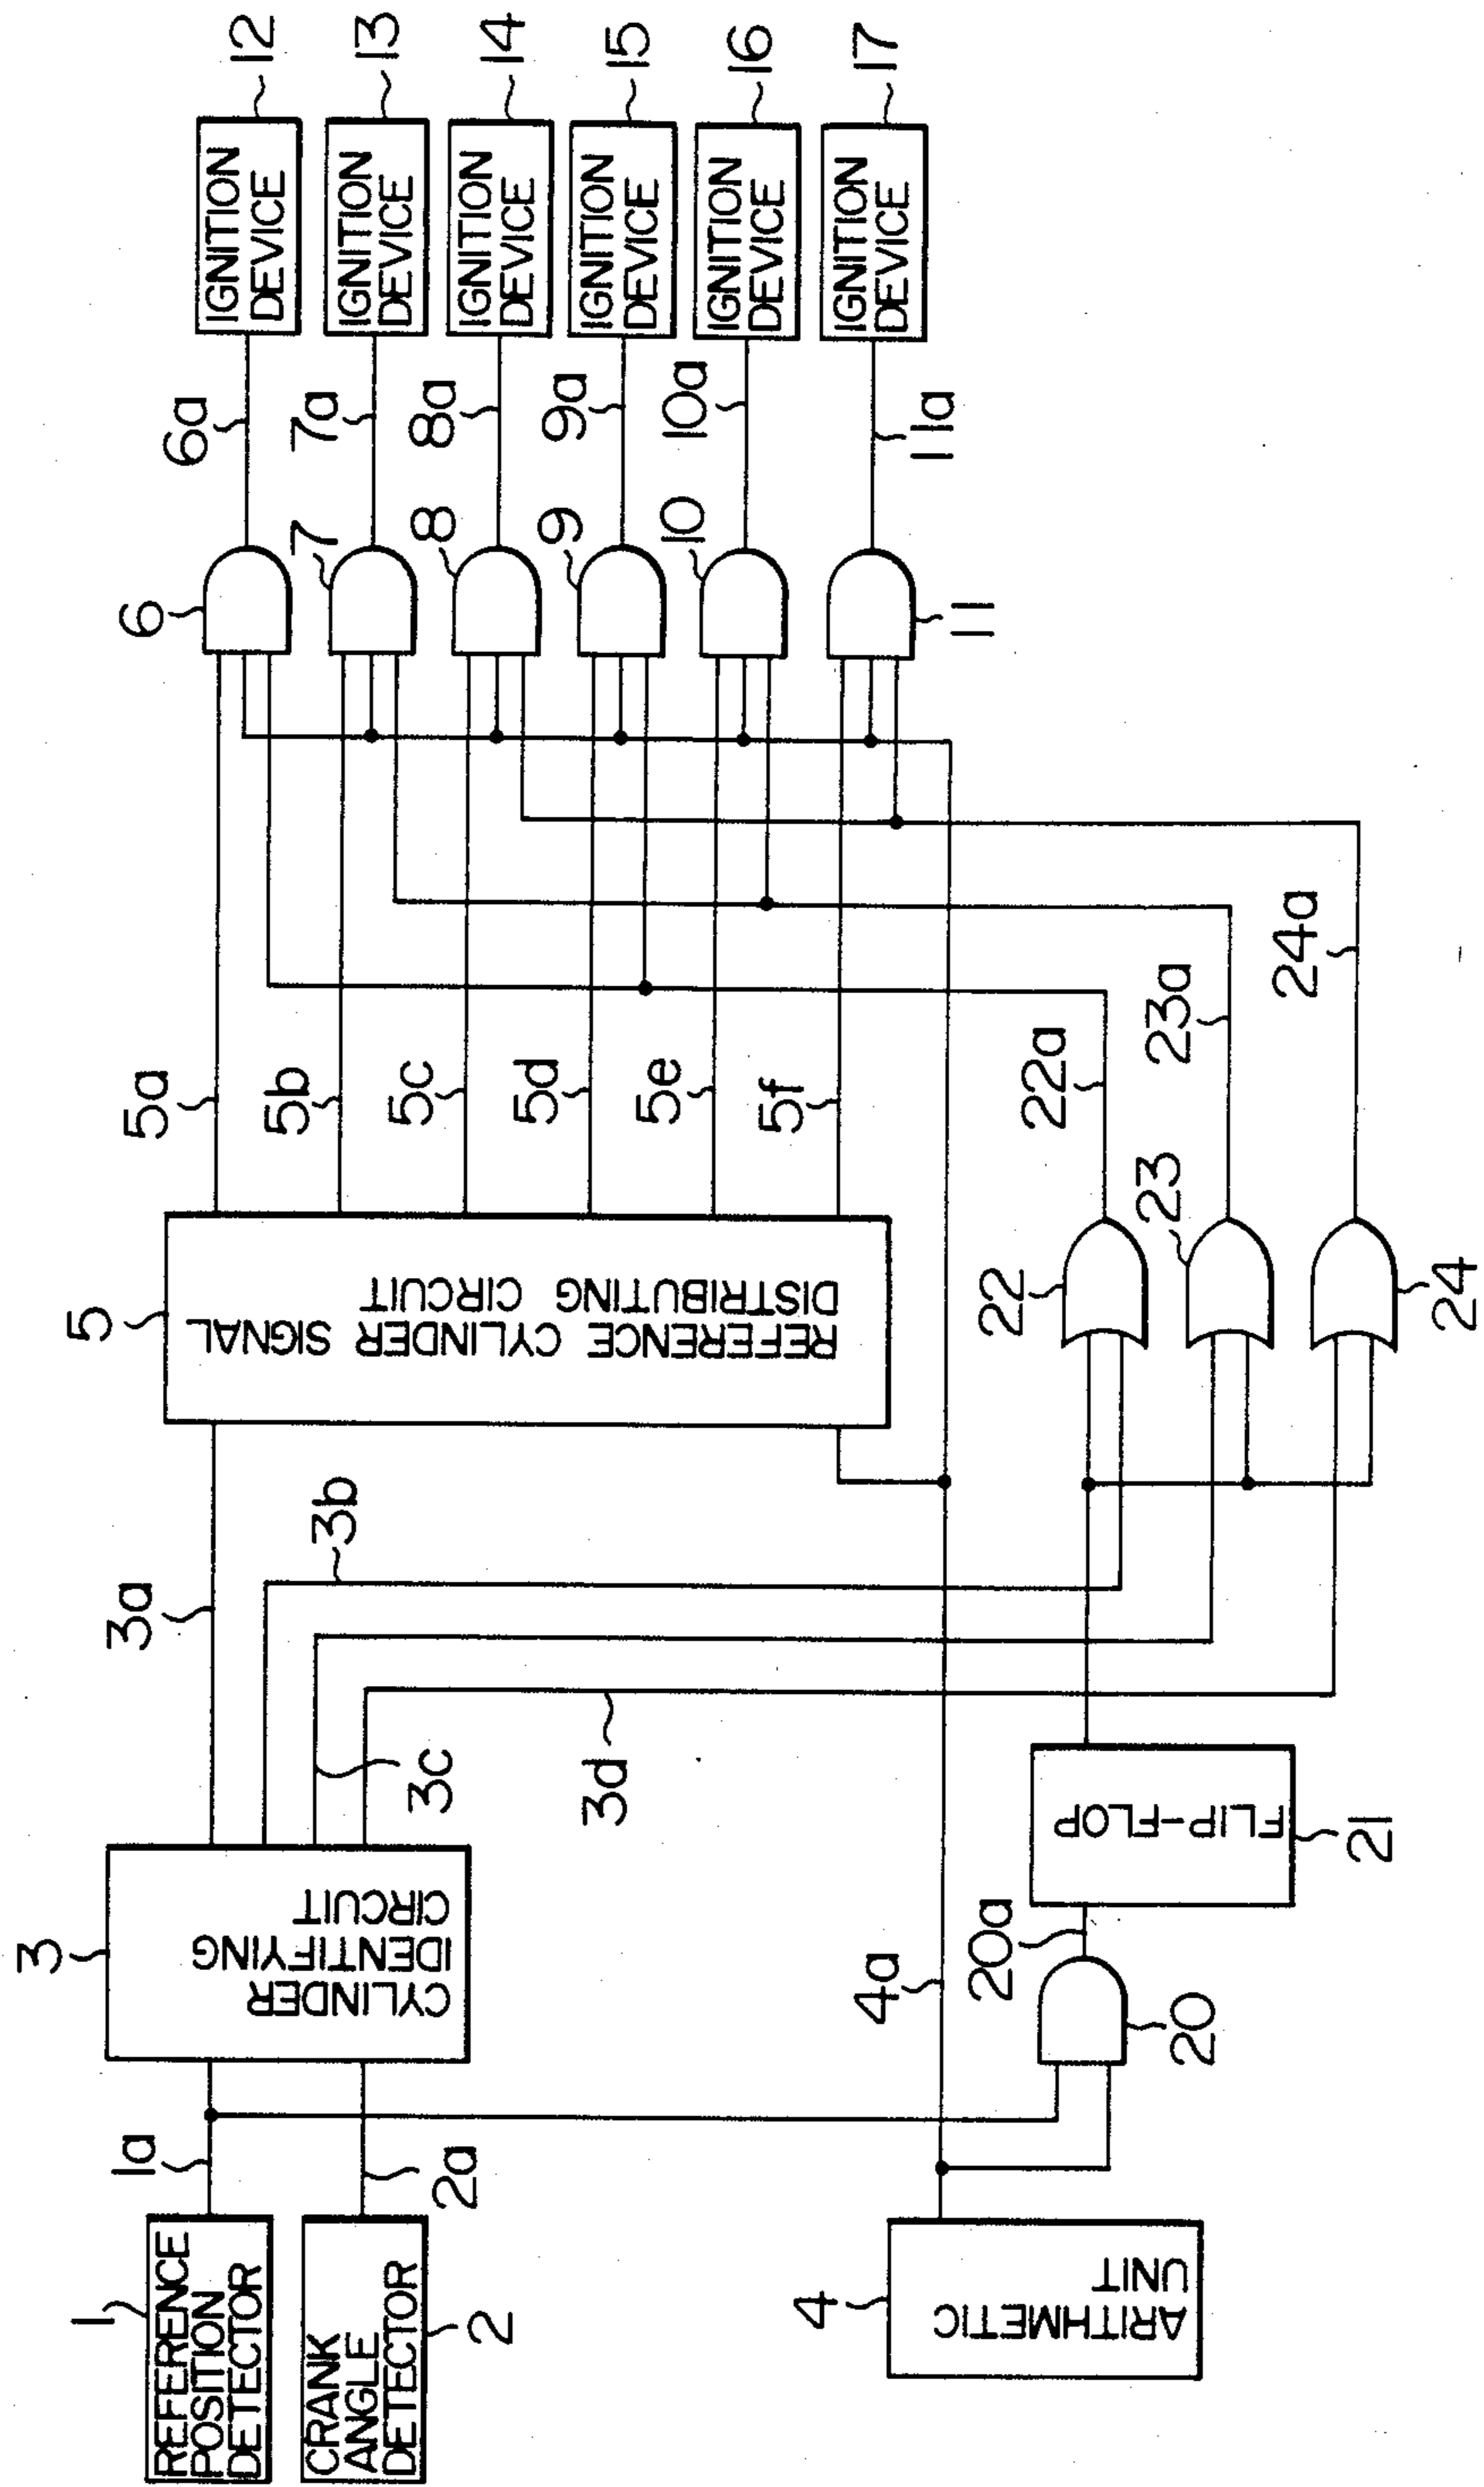 1
REFERENCE
POSITION
DETECTOR
1a
2
CRANK
ANGLE
DETECTOR
2a
3
CYLINDER
IDENTIFYING
CIRCUIT
3a
3b
3c
3d
4
ARITHMETIC
UNIT
4a
20
20a
21
FLIP-FLOP
5
REFERENCE CYLINDER SIGNAL
DISTRIBUTING CIRCUIT
5a
5b
5c
5d
5e
5f
22
22a
23
23a
24
24a
6
6a
7
7a
8
8a
9
9a
10
10a
11
11a
IGNITION
DEVICE
12
IGNITION
DEVICE
13
IGNITION
DEVICE
14
IGNITION
DEVICE
15
IGNITION
DEVICE
16
IGNITION
DEVICE
17